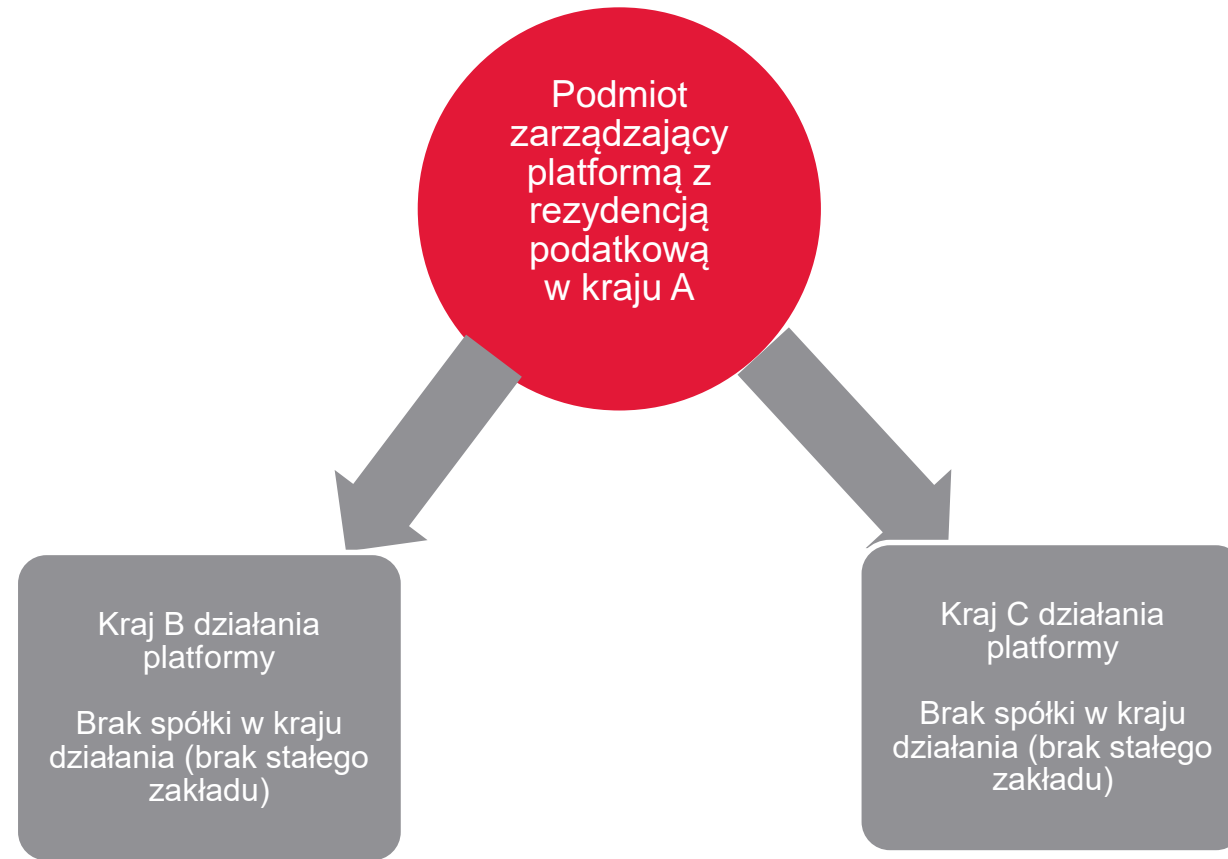 Podmiot
zarządzający
platformą z
rezydencją
podatkową
w kraju A
Kraj B działania
platformy
Brak spółki w kraju
działania (brak stałego
zakładu)
Kraj C działania
platformy
Brak spółki w kraju
działania (brak stałego
zakładu)